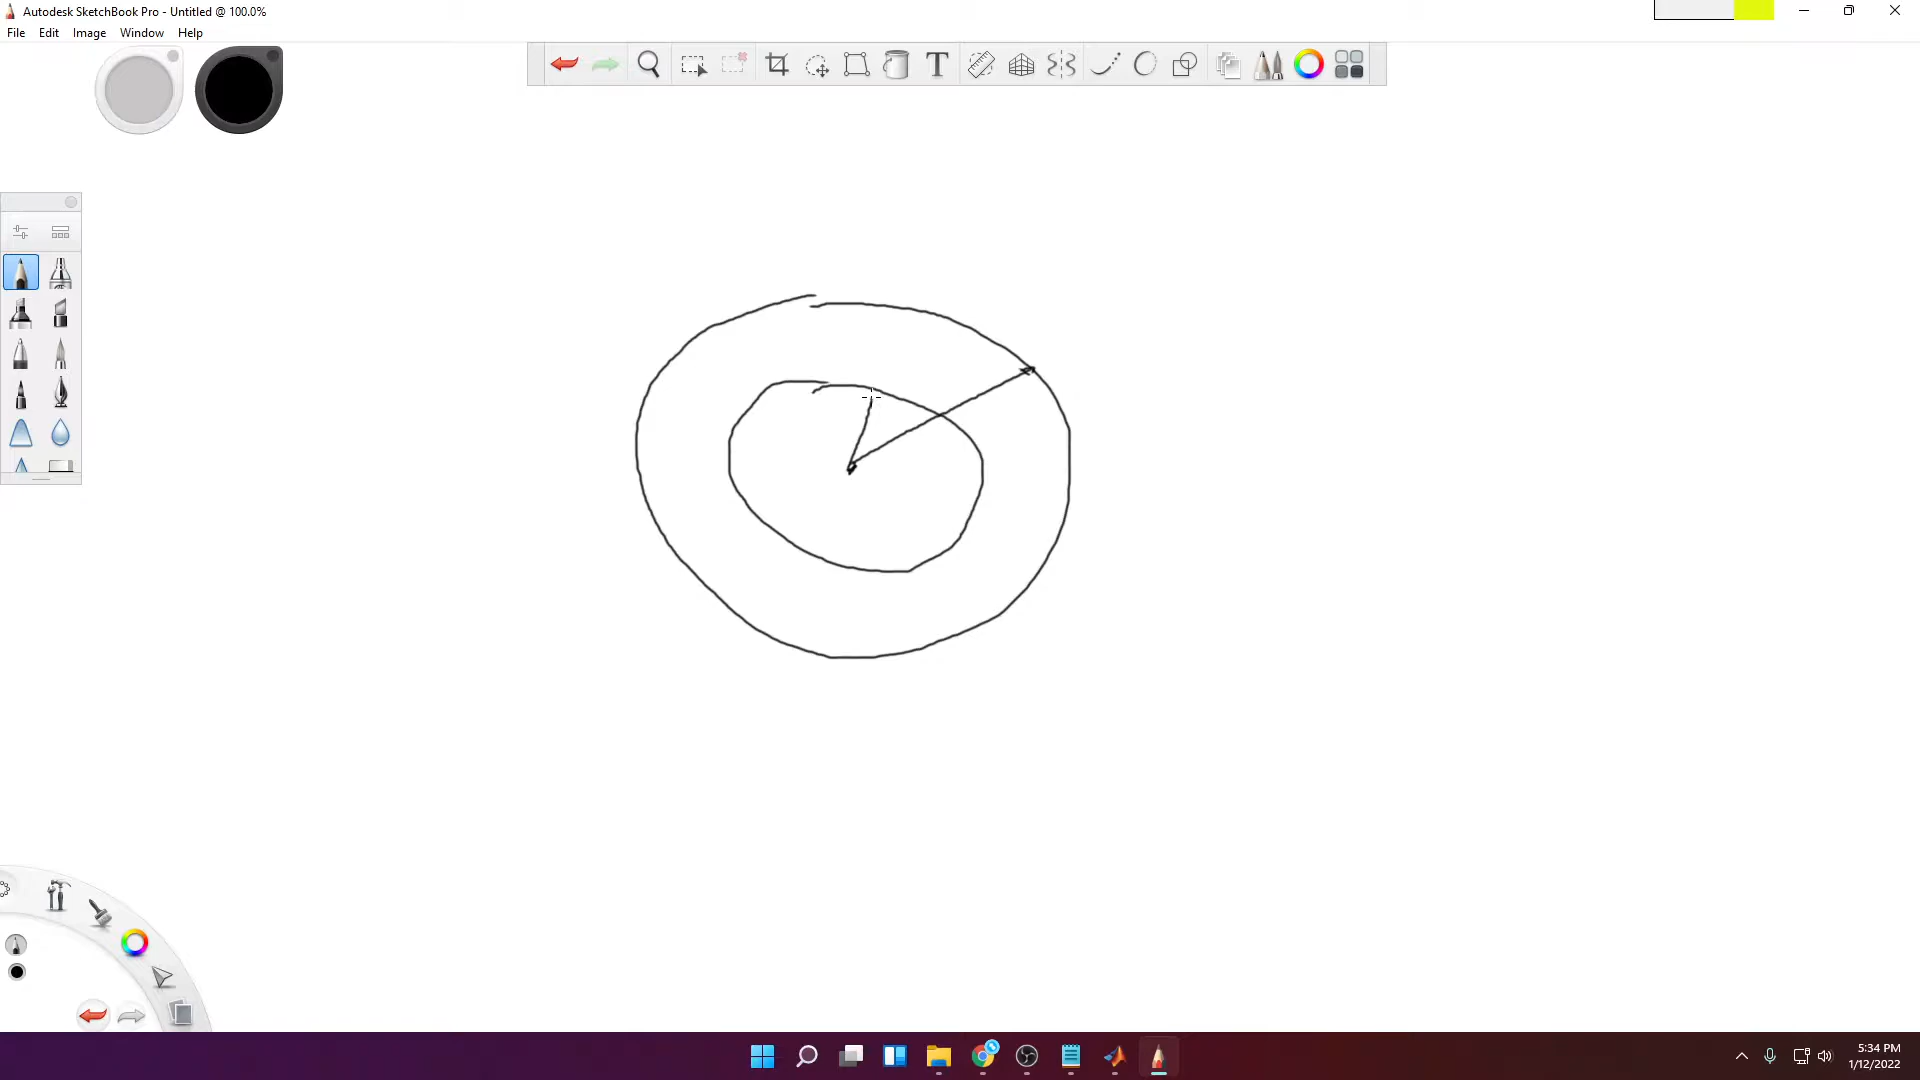 Autodesk SketchBook Pro - Untitled @ 100.0%
File Edit Image Window Help
T
5:34 PM
1/12/2022